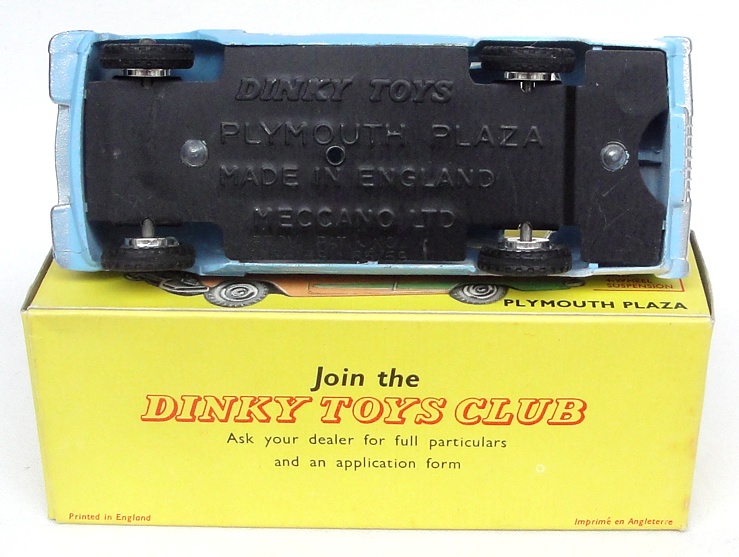 DINKY TOYS
PLYMOUTH PLAZA
MADE IN ENGLAND
MECCANO LTD
SUSPENSION
PLYMOUTH PLAZA
Join the
DINKY TOYS CLUB
Ask your dealer for full particulars
and an application form
Printed in England
Imprimé en Angleterre